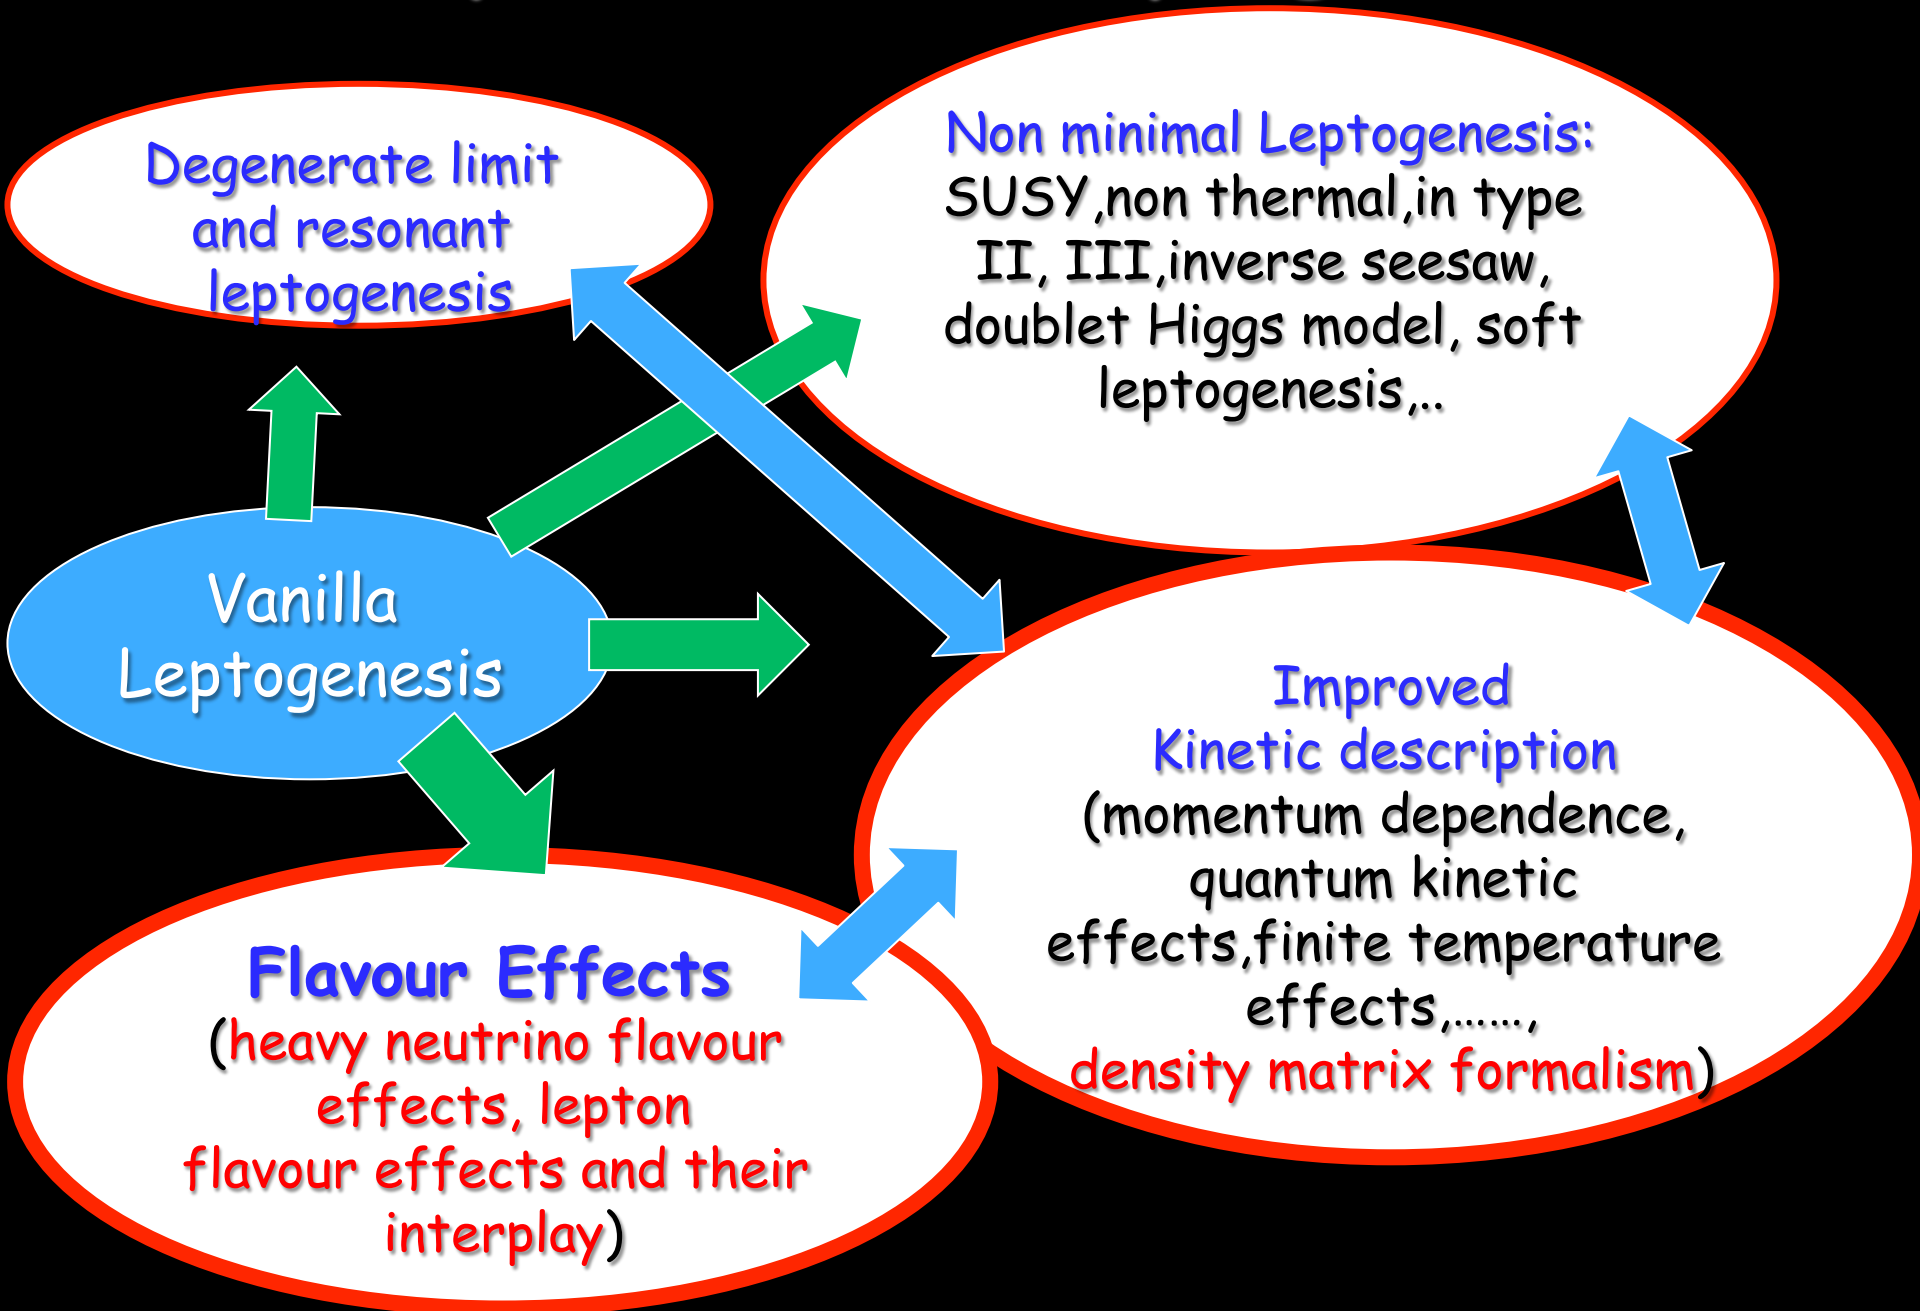 Degenerate limit
and resonant
leptogenesis
Non minimal Leptogenesis:
SUSY,non thermal,in type
II, III,inverse seesaw,
doublet Higgs model, soft
leptogenesis,..
Vanilla
Leptogenesis
Improved
Kinetic description
(momentum dependence,
quantum kinetic
effects,finite temperature
effects,……,
density matrix formalism)
Flavour Effects
(heavy neutrino flavour
effects, lepton
flavour effects and their
interplay)